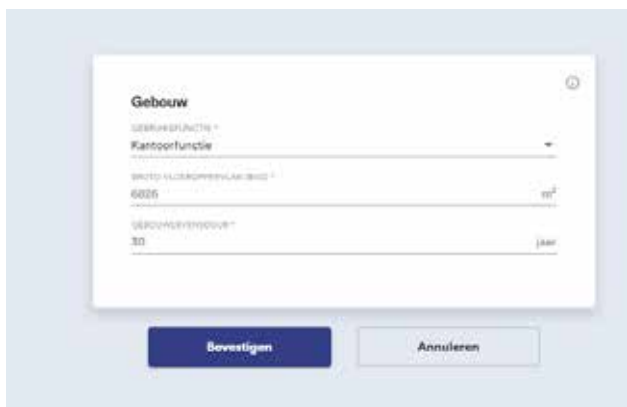 Gebouw
GEBRUIKSFUNCTIE *
Kantoorfunctie
BRUTO VLOEROPPERVLAK (BVO) *
6826 m²
GEBOUWLEVENSDUUR *
30 jaar
Bevestigen Annuleren